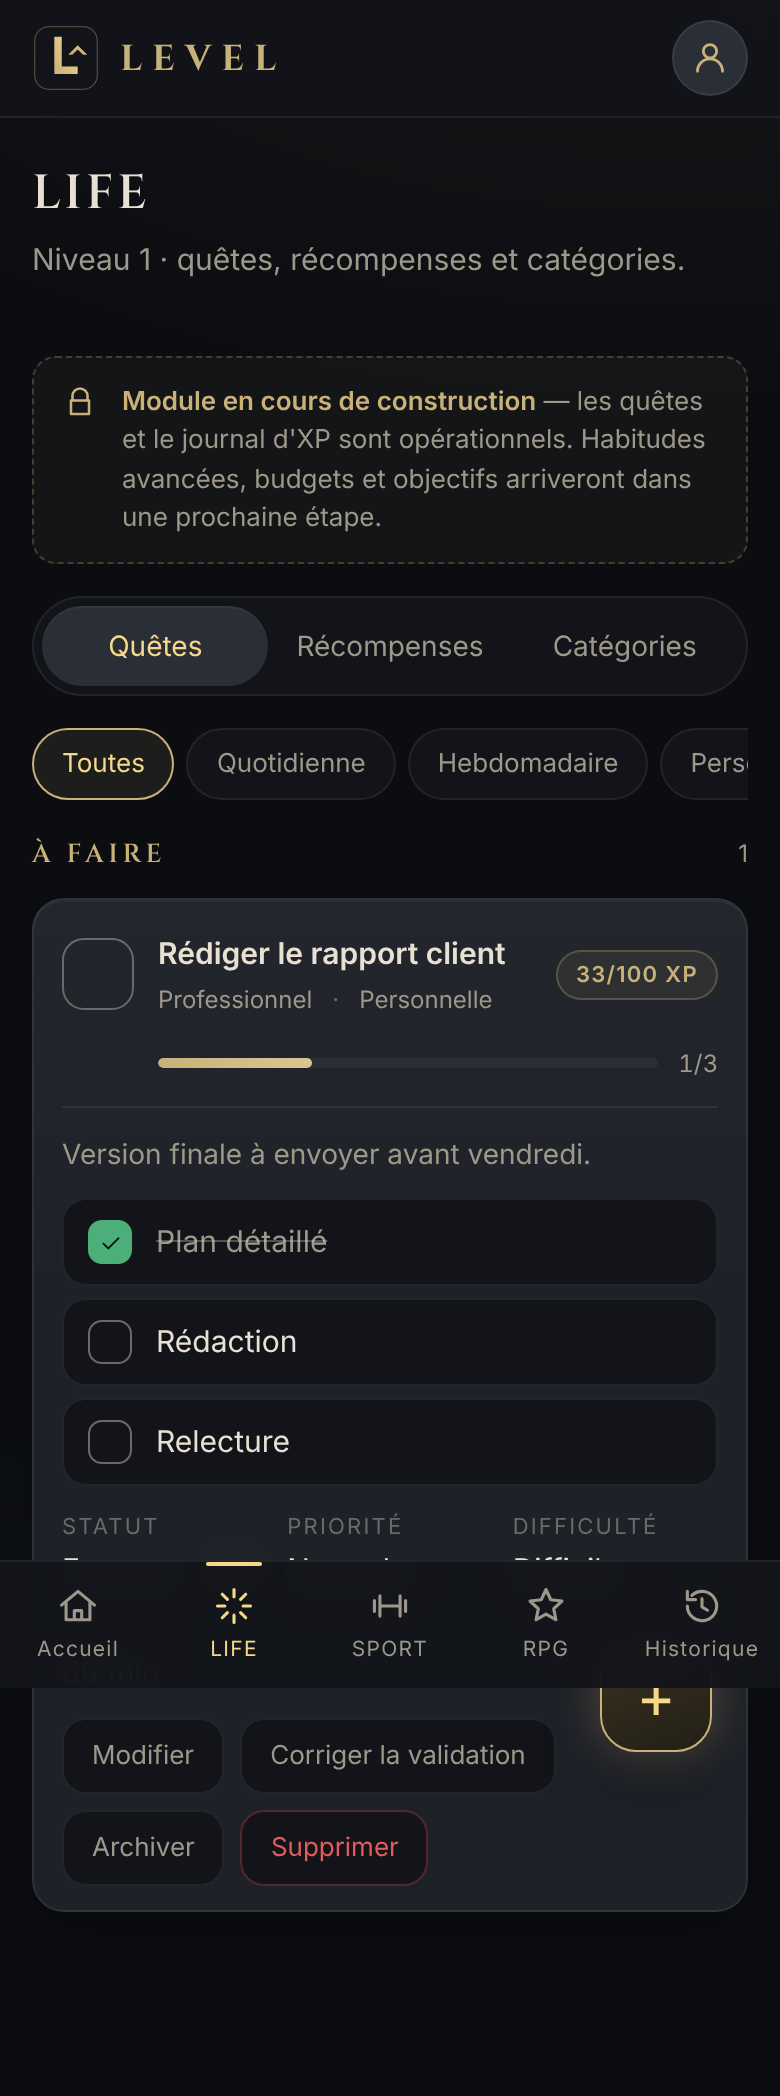 LEVEL
LIFE
Niveau 1 · quêtes, récompenses et catégories.
Module en cours de construction — les quêtes
et le journal d'XP sont opérationnels. Habitudes
avancées, budgets et objectifs arriveront dans
une prochaine étape.
Quêtes Récompenses Catégories
Toutes Quotidienne Hebdomadaire
À FAIRE 1
Rédiger le rapport client 33/100 XP
Professionnel · Personnelle
1/3
Version finale à envoyer avant vendredi.
Plan détaillé
Rédaction
Relecture
STATUT PRIORITÉ DIFFICULTÉ
Accueil LIFE SPORT RPG Historique
60 min
+
Modifier Corriger la validation
Archiver Supprimer